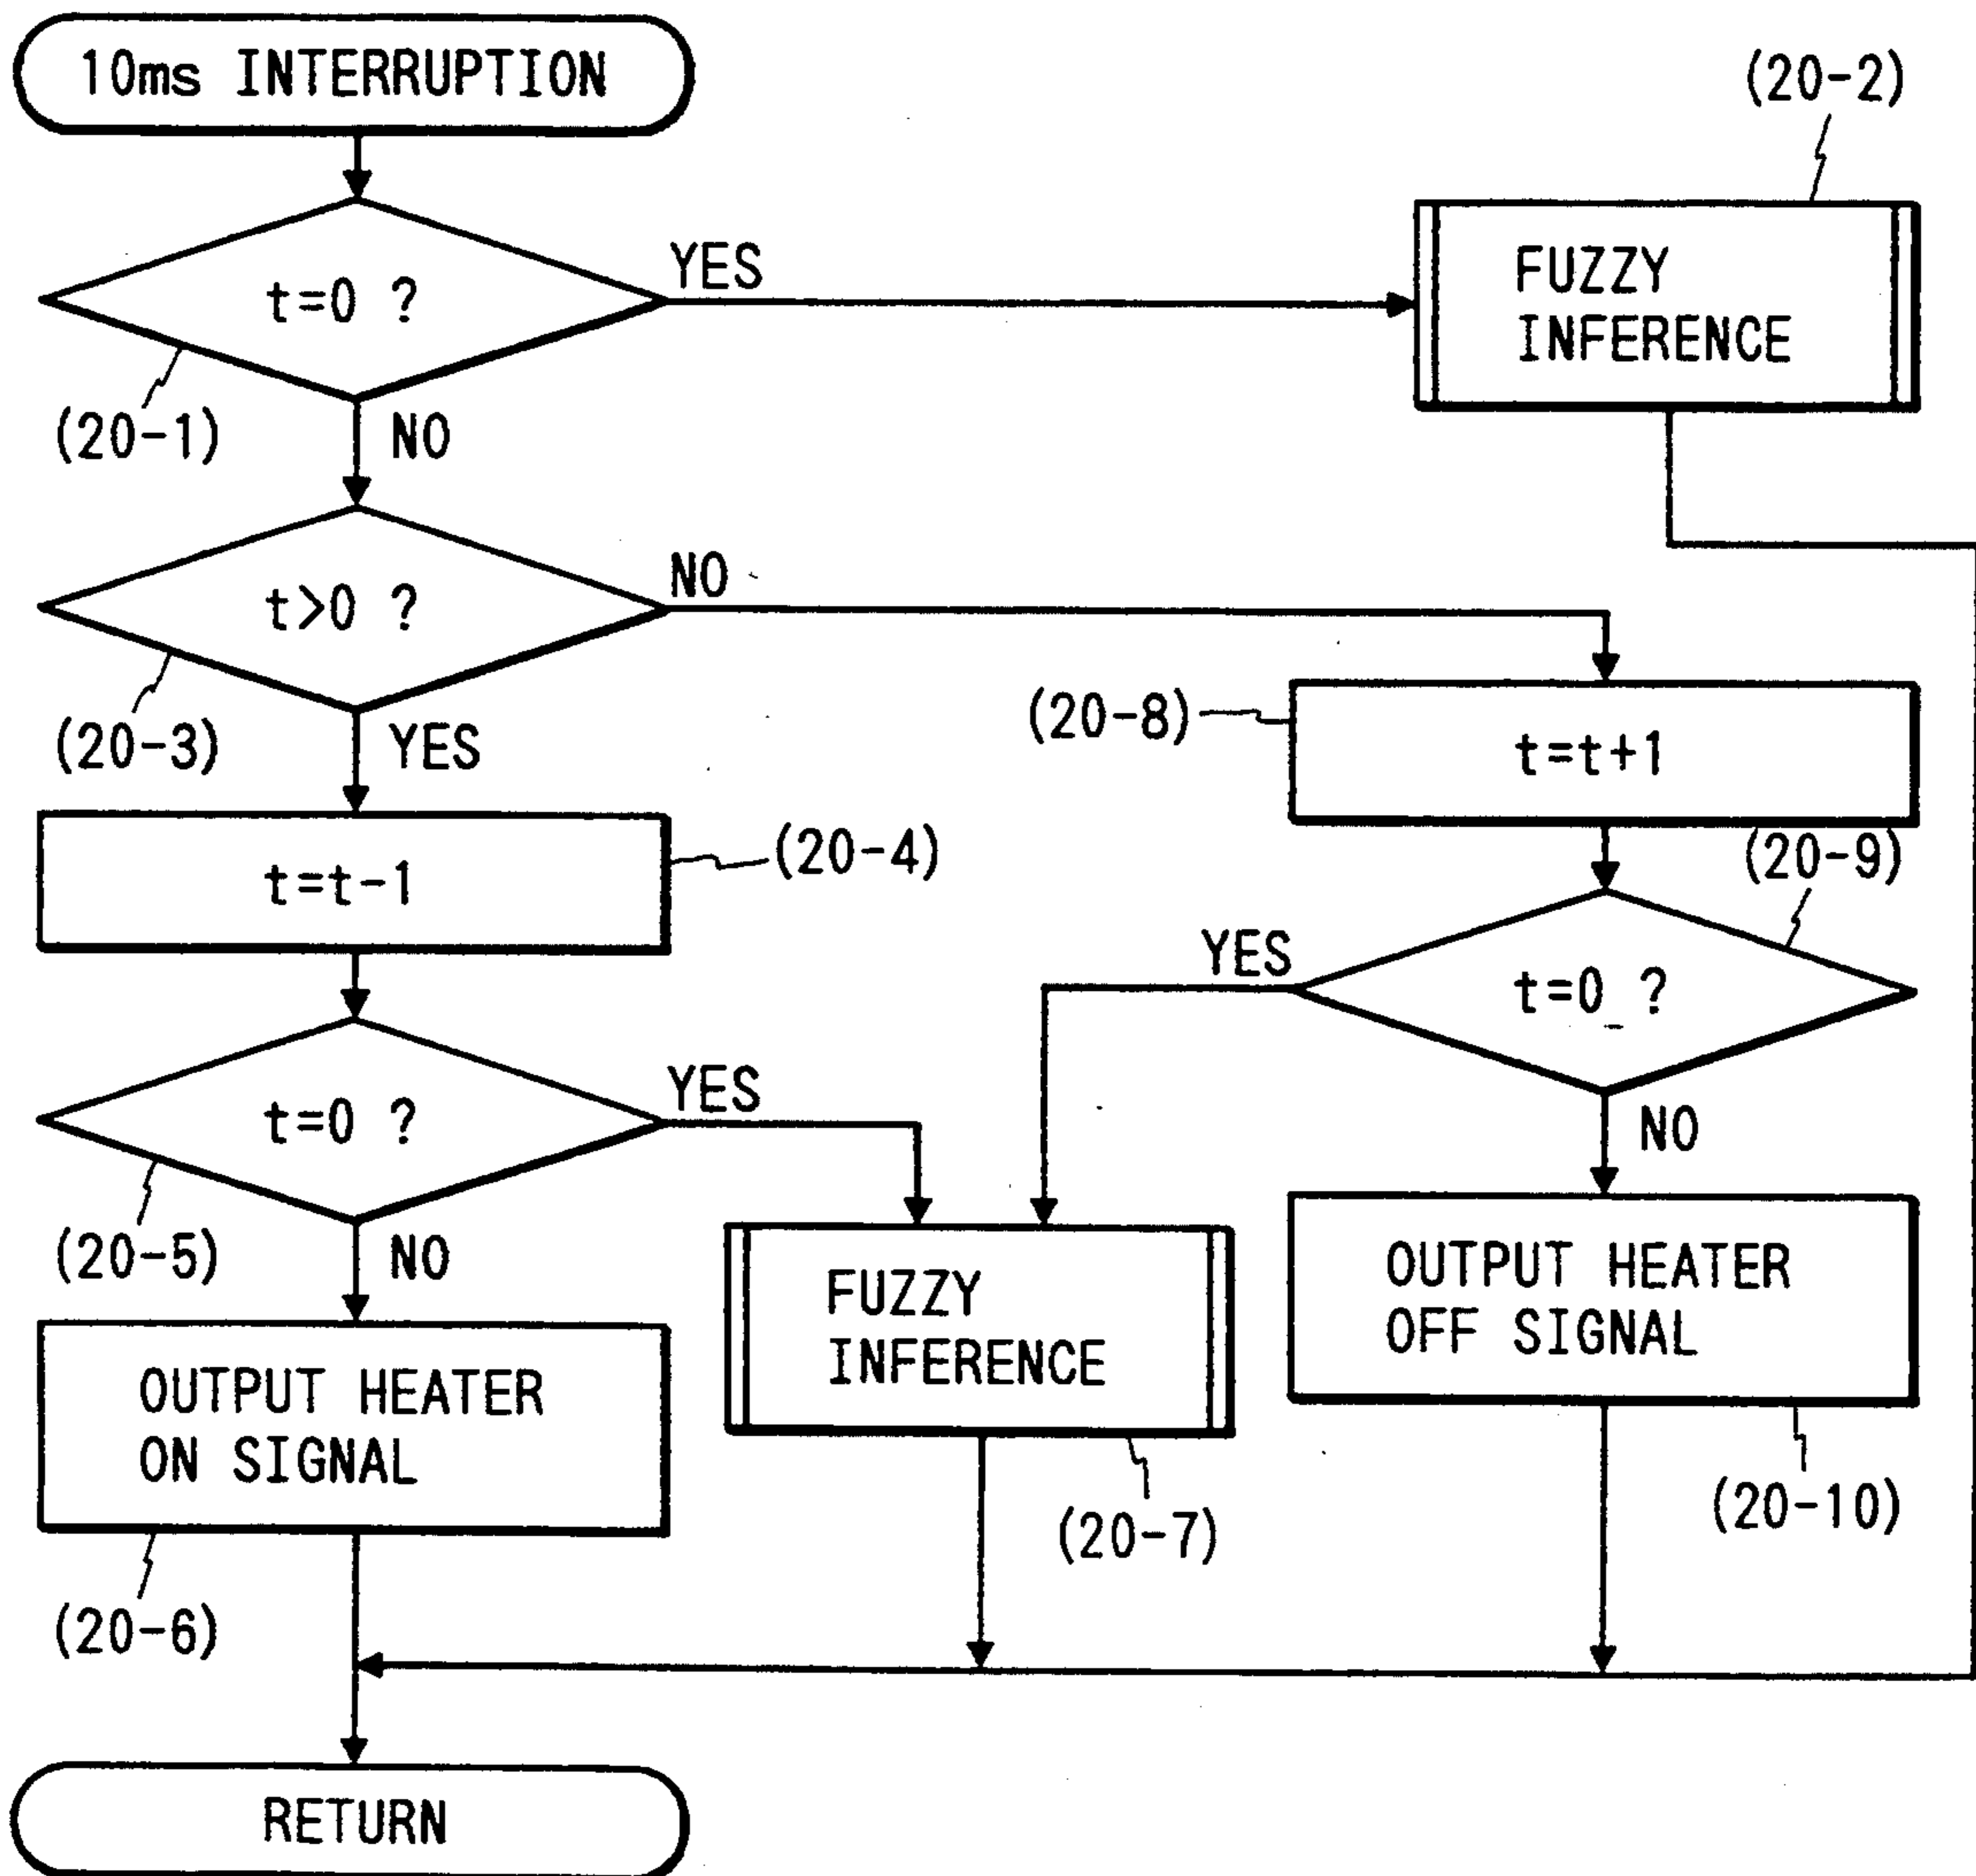 10ms INTERRUPTION
(20-2)
t=0 ?
YES
FUZZY
INFERENCE
(20-1)
NO
t>0 ?
NO
(20-3)
YES
(20-8)
t=t+1
t=t-1
(20-4)
(20-9)
YES
t=0 ?
t=0 ?
YES
NO
(20-5)
NO
FUZZY
INFERENCE
OUTPUT HEATER
OFF SIGNAL
OUTPUT HEATER
ON SIGNAL
(20-7)
(20-10)
(20-6)
RETURN